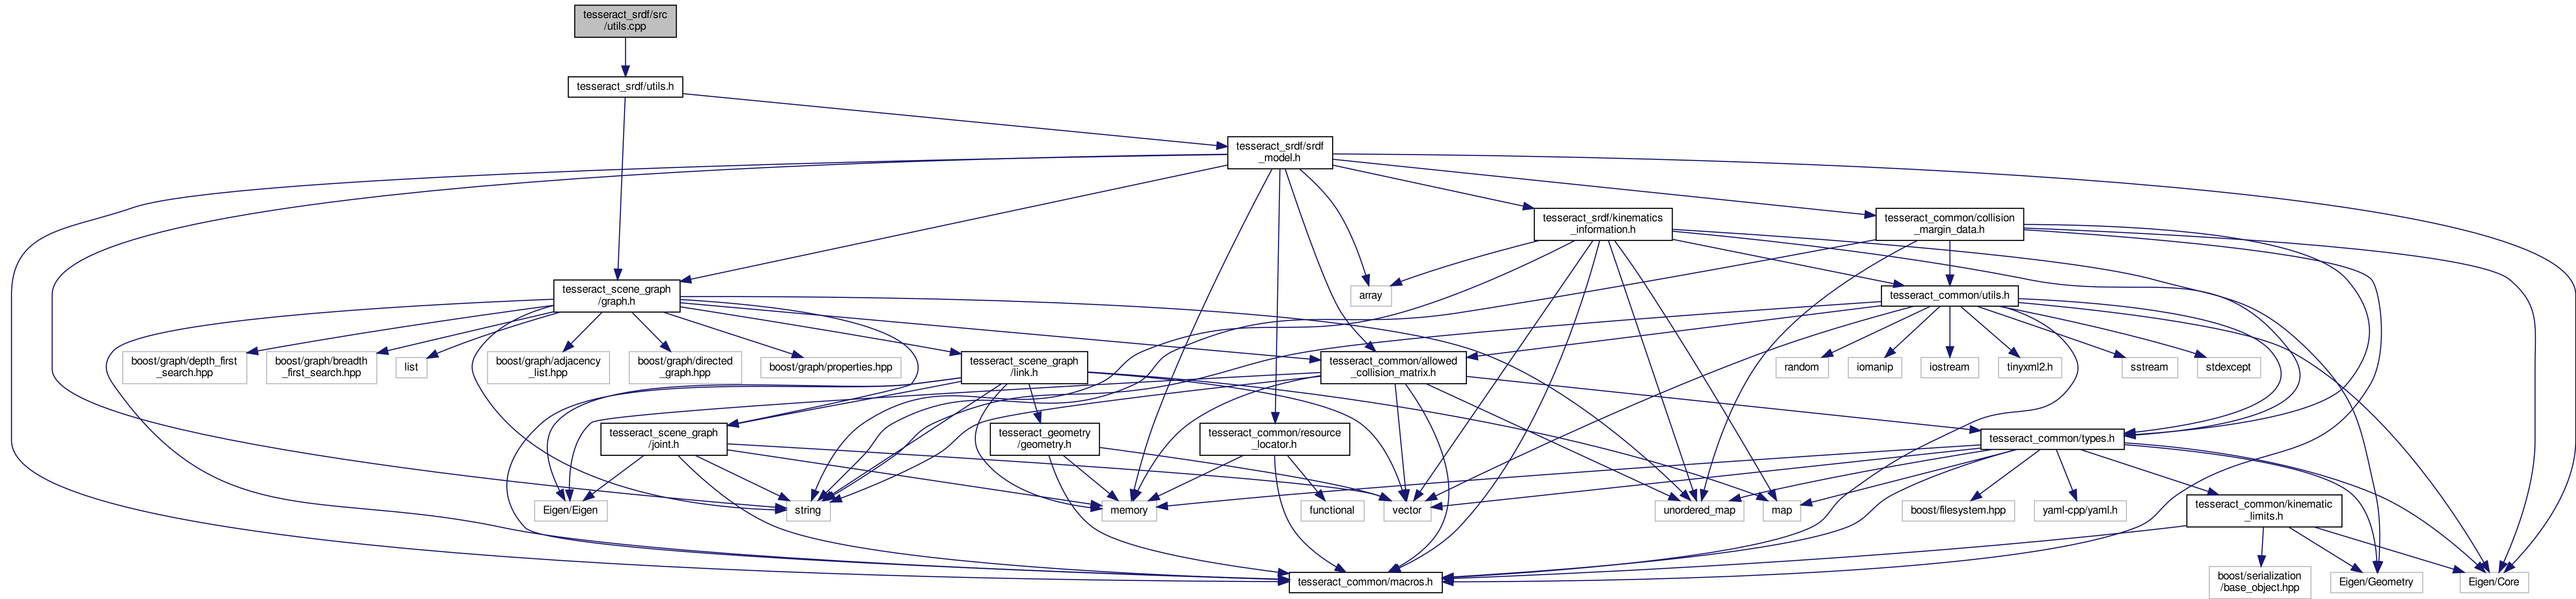 tesseract_srdf/src
/utils.cpp
tesseract_srdf/utils.h
tesseract_srdf/srdf
_model.h
tesseract_srdf/kinematics
_information.h
tesseract_common/collision
_margin_data.h
tesseract_scene_graph
/graph.h
array
tesseract_common/utils.h
boost/graph/depth_first
_search.hpp
boost/graph/breadth
_first_search.hpp
list
boost/graph/adjacency
_list.hpp
boost/graph/directed
_graph.hpp
boost/graph/properties.hpp
tesseract_scene_graph
/link.h
tesseract_common/allowed
_collision_matrix.h
random
iomanip
iostream
tinyxml2.h
sstream
stdexcept
tesseract_scene_graph
/joint.h
tesseract_geometry
/geometry.h
tesseract_common/resource
_locator.h
tesseract_common/types.h
Eigen/Eigen
string
memory
functional
vector
unordered_map
map
boost/filesystem.hpp
yaml-cpp/yaml.h
tesseract_common/kinematic
_limits.h
tesseract_common/macros.h
boost/serialization
/base_object.hpp
Eigen/Geometry
Eigen/Core